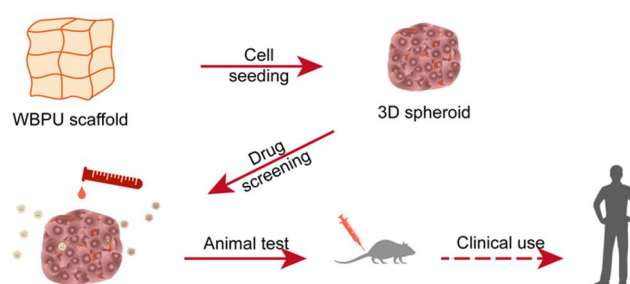 Cell
seeding
WBPU scaffold
3D spheroid
Drug
screening
Animal test
Clinical use